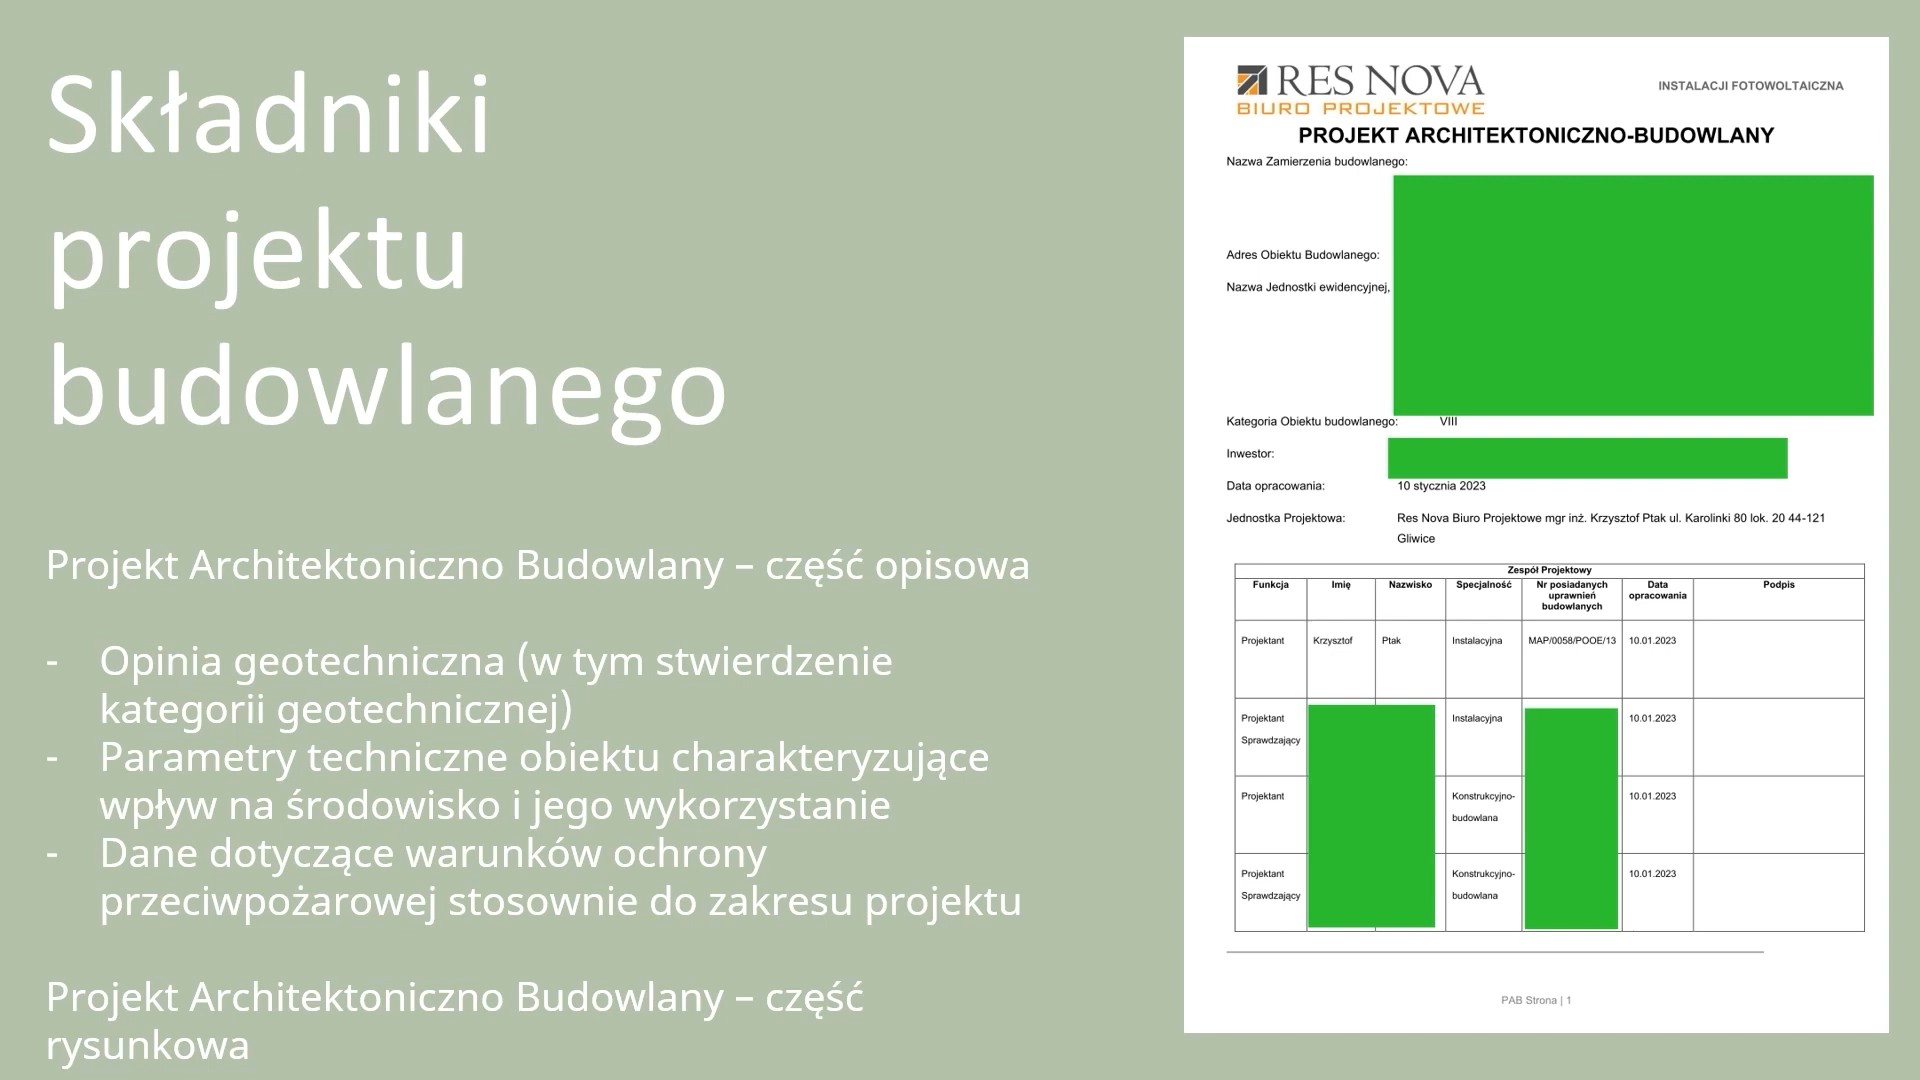 Składniki
projektu
budowlanego
Projekt Architektoniczno Budowlany – część opisowa
- Opinia geotechniczna (w tym stwierdzenie
kategorii geotechnicznej)
- Parametry techniczne obiektu charakteryzujące
wpływ na środowisko i jego wykorzystanie
- Dane dotyczące warunków ochrony
przeciwpożarowej stosownie do zakresu projektu
Projekt Architektoniczno Budowlany – część
rysunkowa
RES NOVA
BIURO PROJEKTOWE
INSTALACJI FOTOWOLTAICZNA
PROJEKT ARCHITEKTONICZNO-BUDOWLANY
Nazwa Zamierzenia budowlanego:
Adres Obiektu Budowlanego:
Nazwa Jednostki ewidencyjnej,
Kategoria Obiektu budowlanego: VIII
Inwestor:
Data opracowania: 10 stycznia 2023
Jednostka Projektowa: Res Nova Biuro Projektowe mgr inż. Krzysztof Ptak ul. Karolinki 80 lok. 20 44-121
Gliwice
Zespół Projektowy
Funkcja Imię Nazwisko Specjalność Nr posiadanych Data Podpis
uprawnień opracowania
budowlanych
Projektant Krzysztof Ptak Instalacyjna MAP/0058/POOE/13 10.01.2023
Projektant Instalacyjna 10.01.2023
Sprawdzający
Projektant Konstrukcyjno- 10.01.2023
budowlana
Projektant Konstrukcyjno- 10.01.2023
Sprawdzający budowlana
PAB Strona | 1